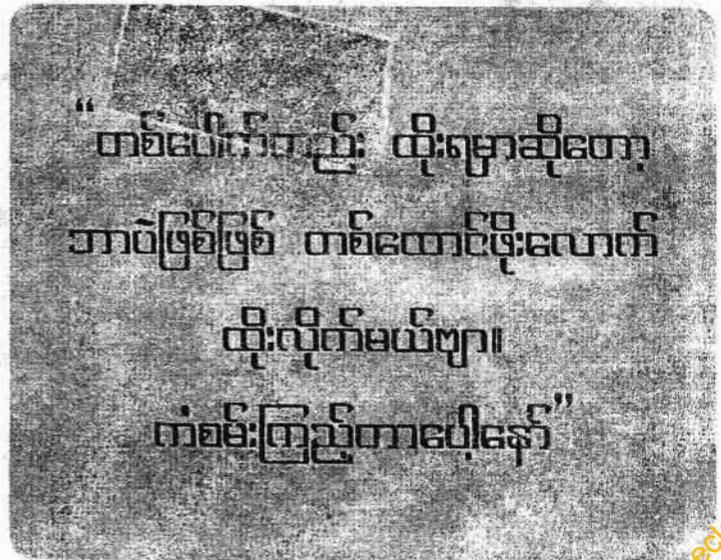 “တစ်ပေါက်တည်း ထိုးရမှာဆိုတော့
ဘာပဲဖြစ်ဖြစ် တစ်ထောင်ဖိုးလောက်
ထိုးလိုက်မယ်ဗျာ။
ကံစမ်းကြည့်တာပေါ့နော်”